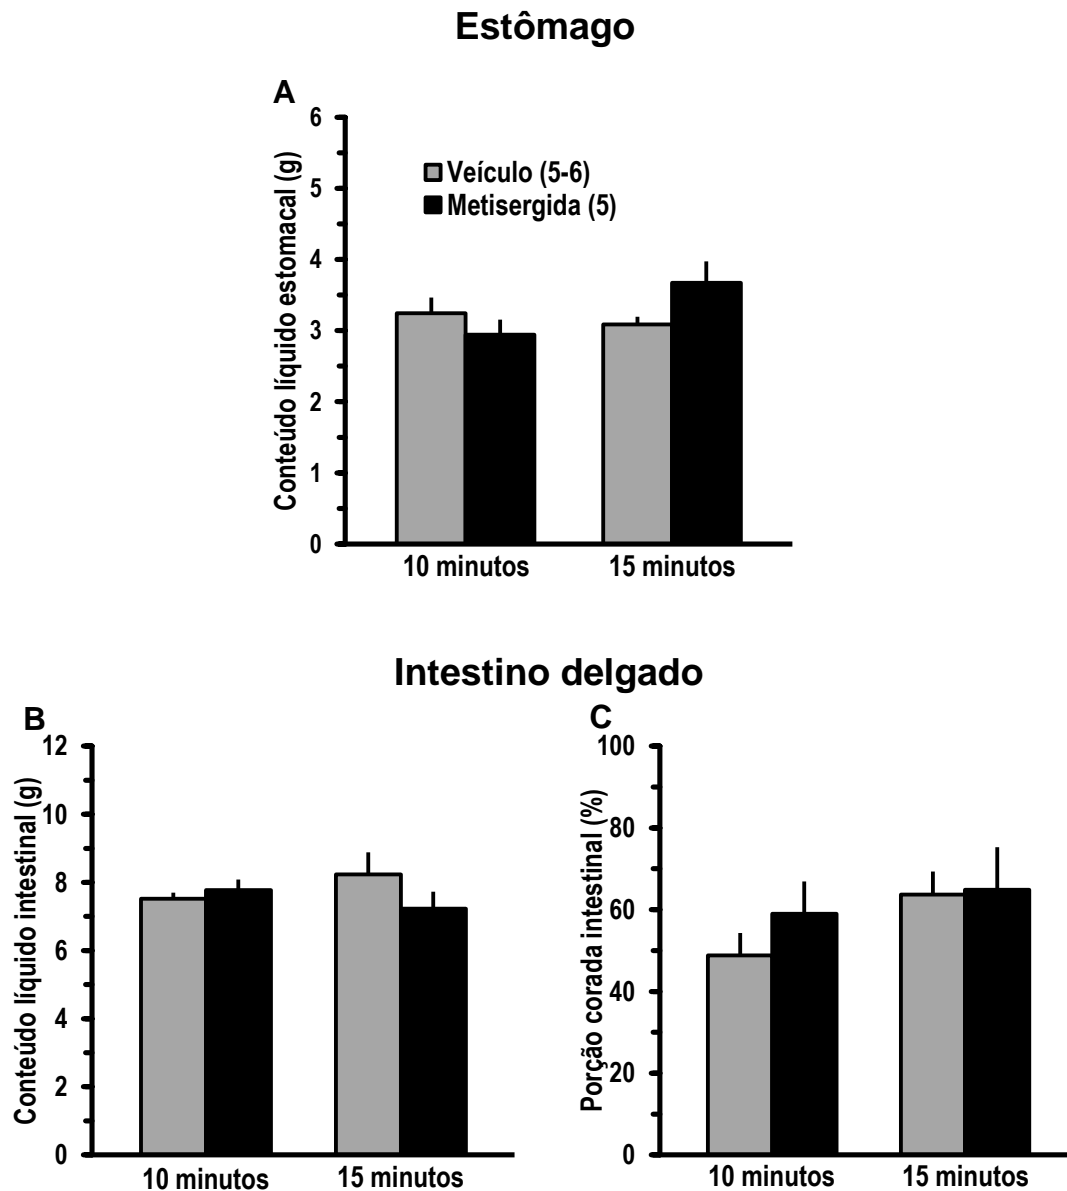 Estômago
A
Conteúdo líquido estomacal (g)
6
5
4
3
2
1
0
Veículo (5-6)
Metisergida (5)
10 minutos
15 minutos
Intestino delgado
B
Conteúdo líquido intestinal (g)
12
10
8
6
4
2
0
10 minutos
15 minutos
C
Porção corada intestinal (%)
100
80
60
40
20
0
10 minutos
15 minutos